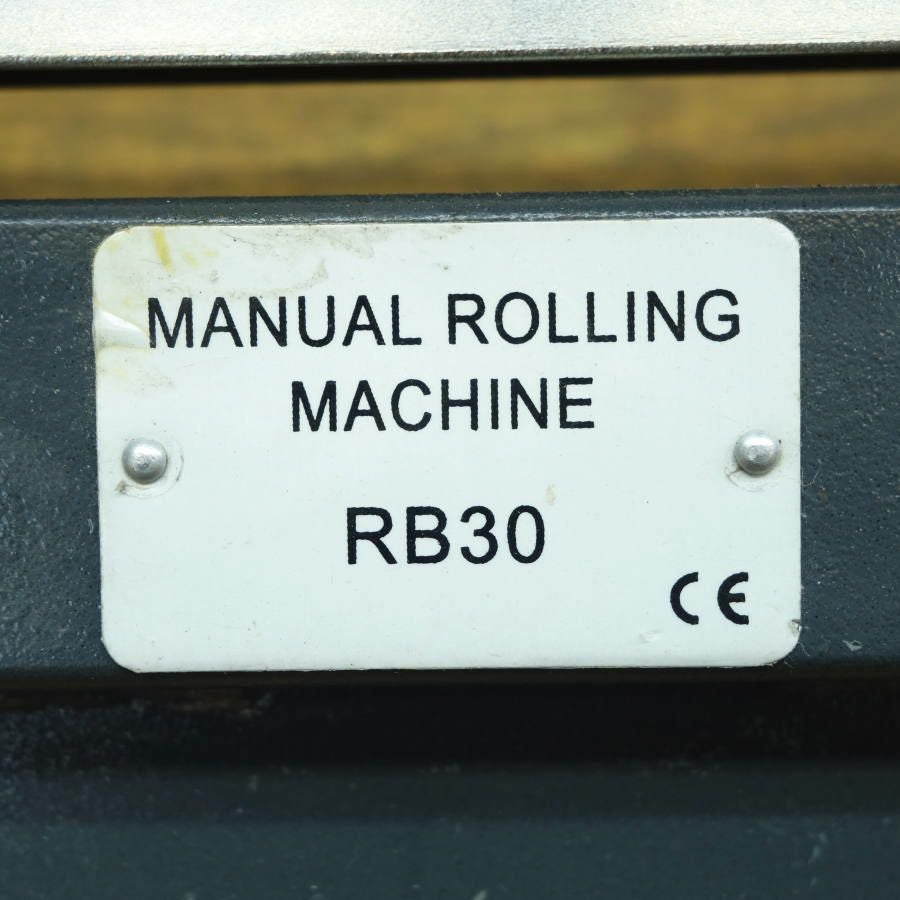 MANUAL ROLLING
MACHINE
RB30
CE